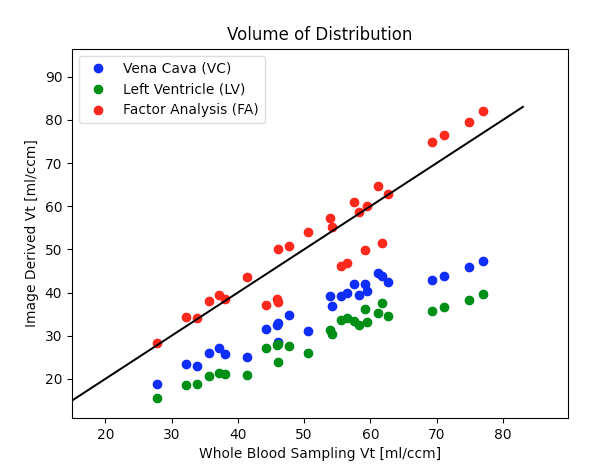 Volume of Distribution
Vena Cava (VC)
Left Ventricle (LV)
Factor Analysis (FA)
Image Derived Vt [ml/ccm]
90
80
70
60
50
40
30
20
20 30 40 50 60 70 80
Whole Blood Sampling Vt [ml/ccm]